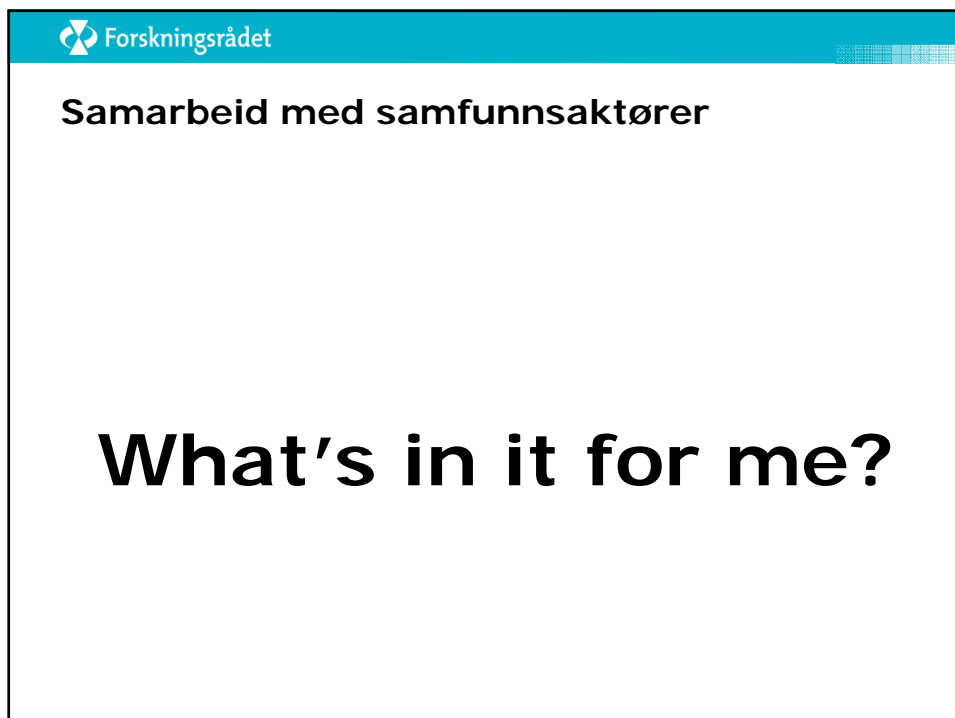 Forskningsrådet
Samarbeid med samfunnsaktører
What's in it for me?